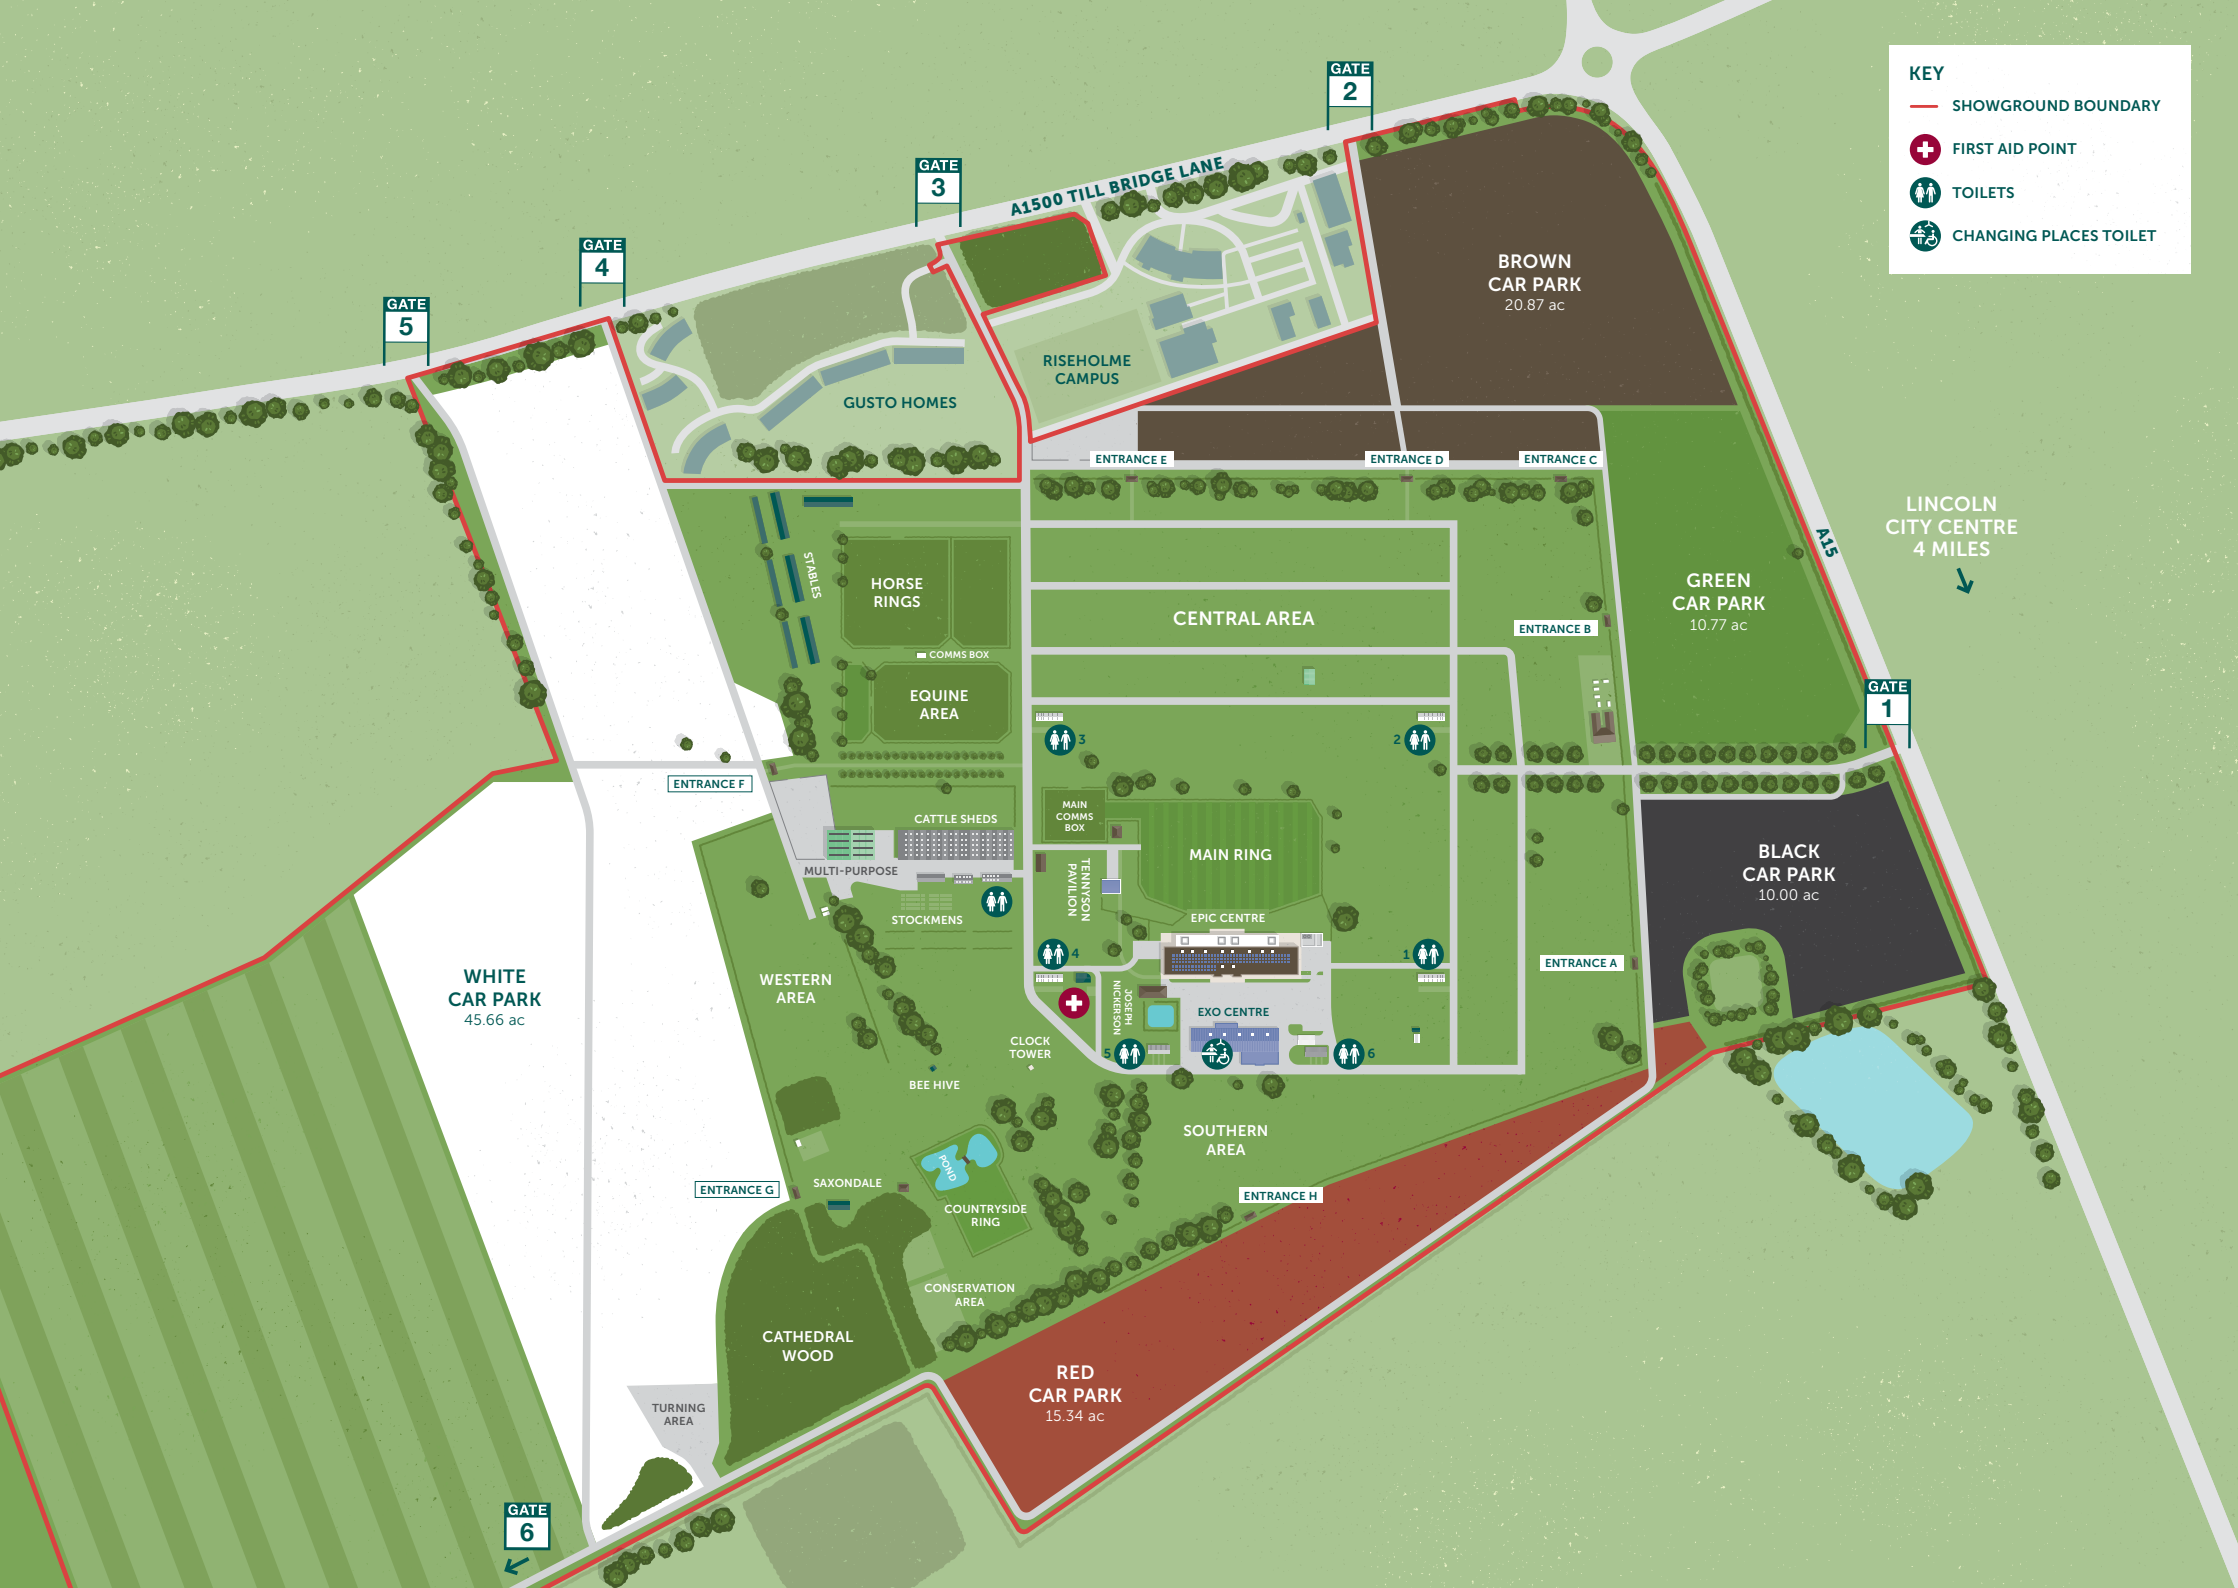 KEY
SHOWGROUND BOUNDARY
FIRST AID POINT
TOILETS
CHANGING PLACES TOILET
GATE
2
GATE
3
A1500 TILL BRIDGE LANE
GATE
4
GATE
5
BROWN
CAR PARK
20.87 ac
RISEHOLME
CAMPUS
GUSTO HOMES
ENTRANCE E
ENTRANCE D
ENTRANCE C
LINCOLN
CITY CENTRE
4 MILES
A15
STABLES
HORSE
RINGS
CENTRAL AREA
GREEN
CAR PARK
10.77 ac
ENTRANCE B
COMMS BOX
EQUINE
AREA
GATE
1
3
2
ENTRANCE F
MAIN
COMMS
BOX
CATTLE SHEDS
MAIN RING
BLACK
CAR PARK
10.00 ac
MULTI-PURPOSE
TENNYSON
PAVILION
STOCKMENS
EPIC CENTRE
4
1
ENTRANCE A
WHITE
CAR PARK
45.66 ac
WESTERN
AREA
JOSEPH
NICKERSON
EXO CENTRE
CLOCK
TOWER
5
6
BEE HIVE
SOUTHERN
AREA
POND
ENTRANCE G
SAXONDALE
ENTRANCE H
COUNTRYSIDE
RING
CONSERVATION
AREA
CATHEDRAL
WOOD
RED
CAR PARK
15.34 ac
TURNING
AREA
GATE
6